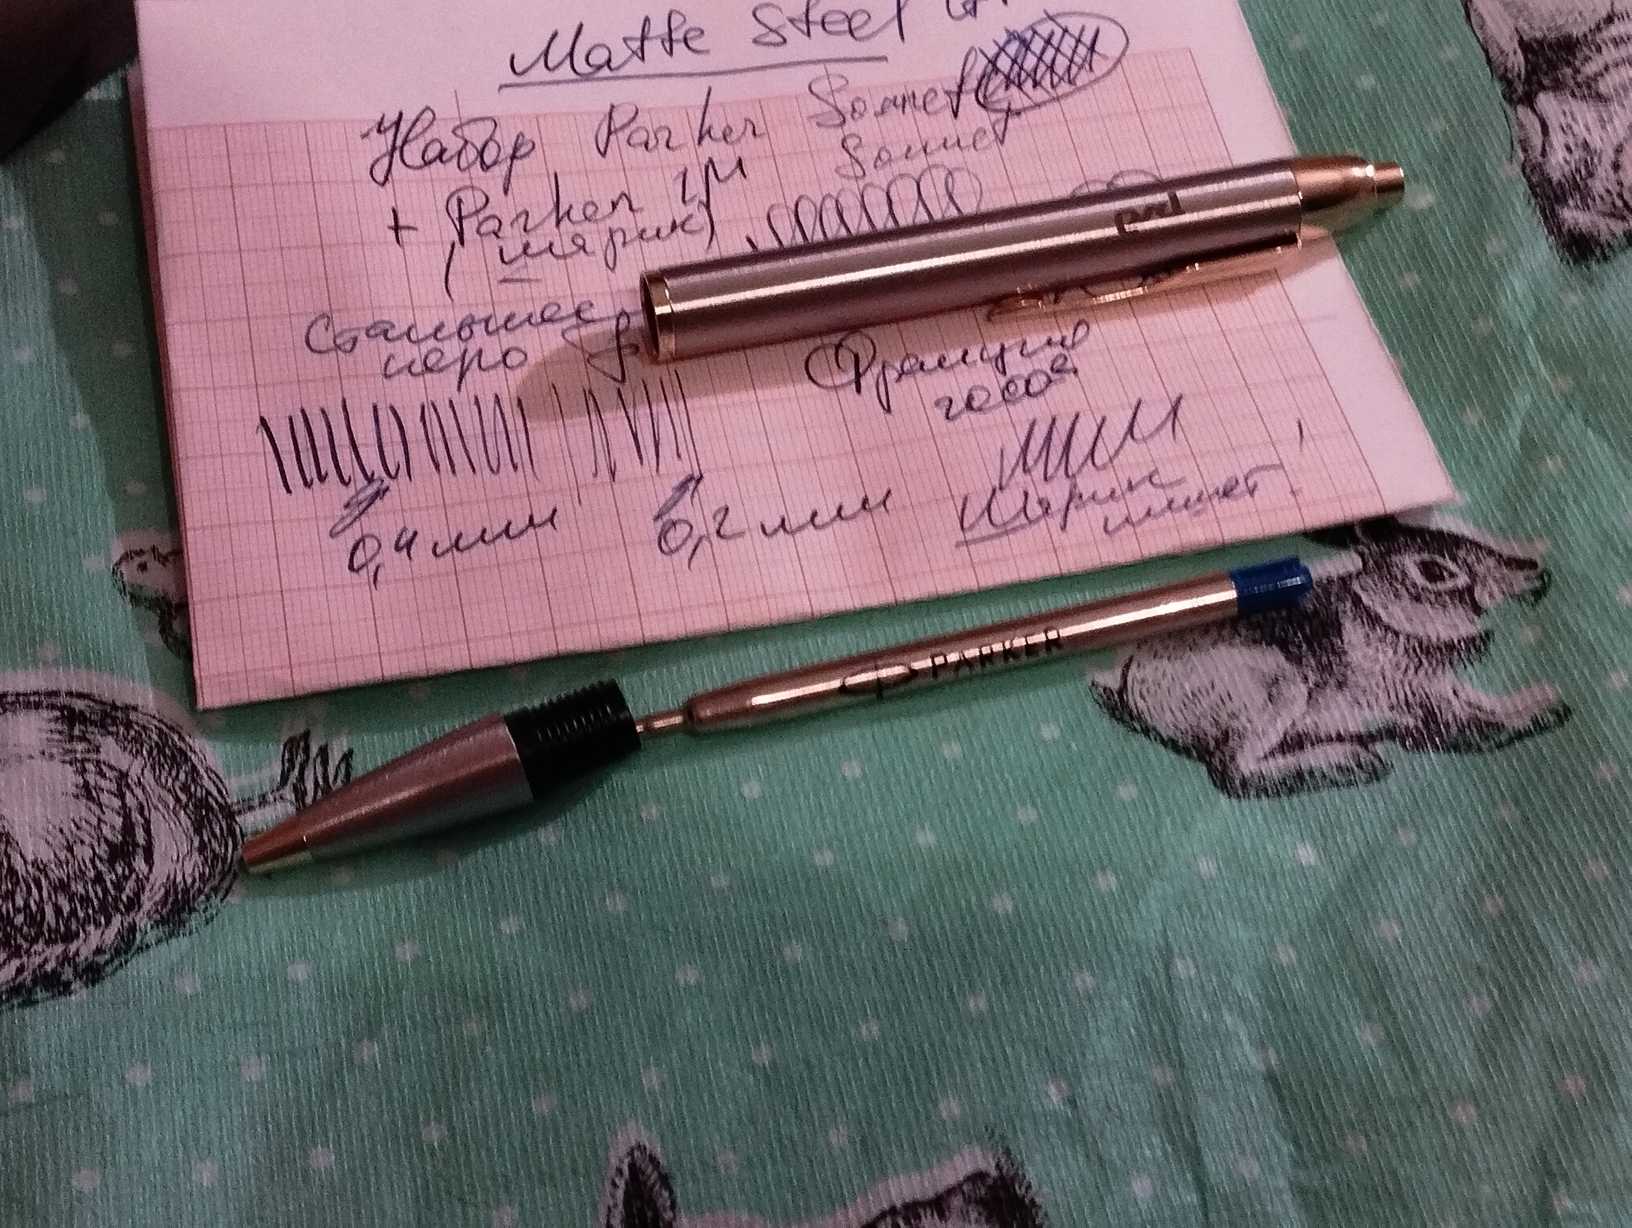 Matte Steel GT
Набор Parker Sonnet
Sonnet
+ Parker IM
(шарик)
Стальное
перо F
Франция
2000е
0,4 мм
0,2 мм
Шарик
пишет!
PARKER